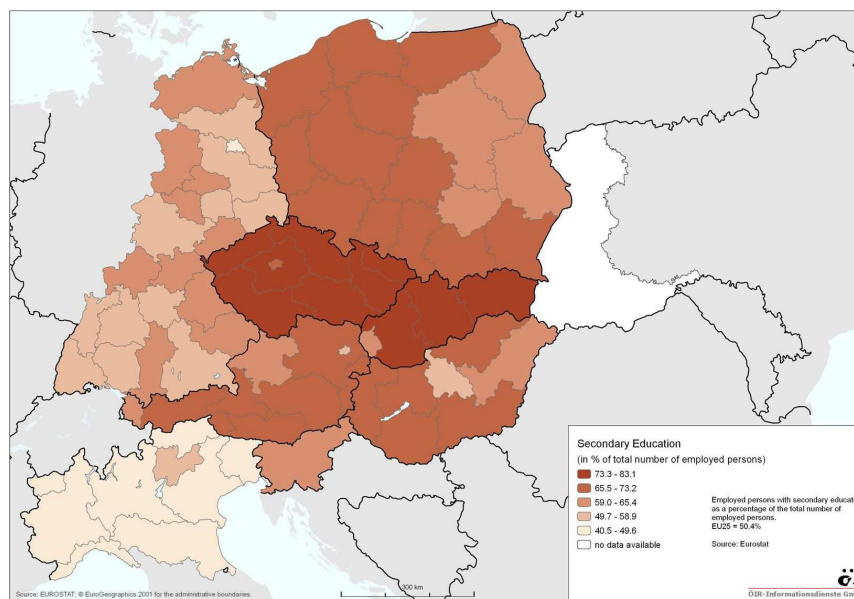 Secondary Education
(in % of total number of employed persons)
73.3 - 83.1
65.5 - 73.2
59.0 - 65.4
49.7 - 58.9
40.5 - 49.6
no data available
Employed persons with secondary educat
as a percentage of the total number of
employed persons.
EU25 = 50.4%
Source: Eurostat
300 km
Source: EUROSTAT; © EuroGeographics 2001 for the administrative boundaries.
ÖIR-Informationsdienste Gm